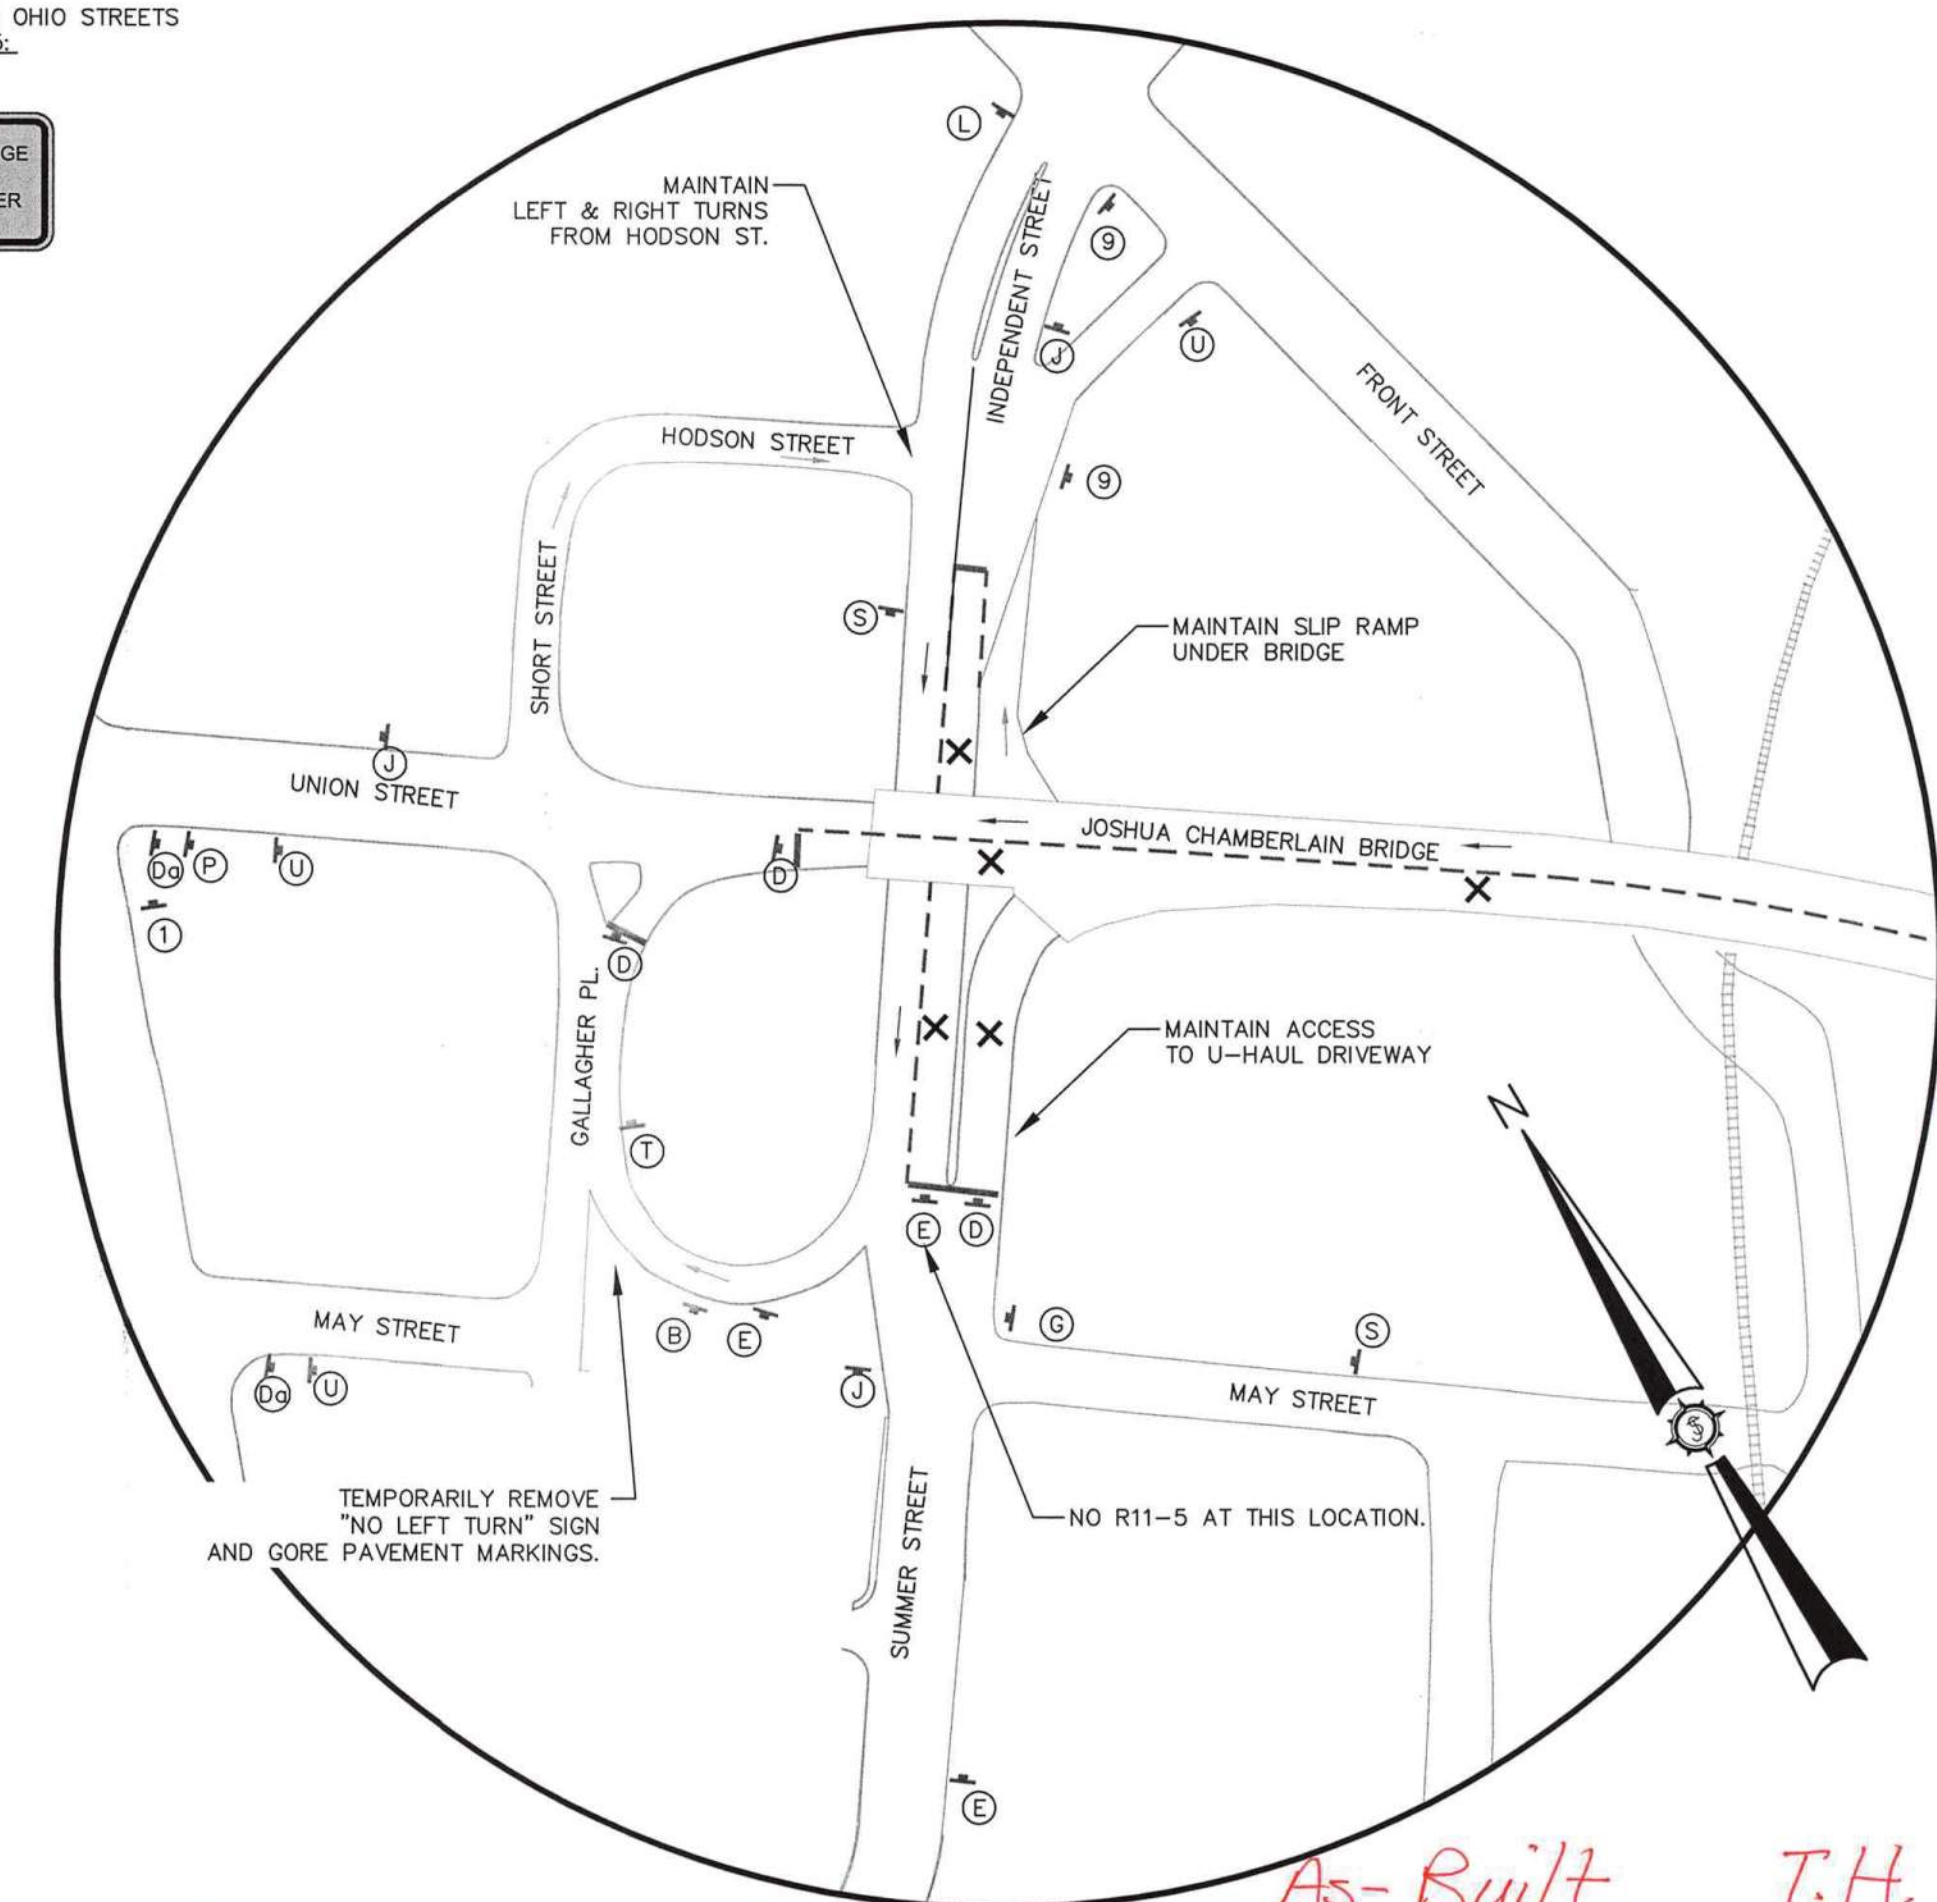 OHIO STREETS
GE
ER
L
MAINTAIN
LEFT & RIGHT TURNS
FROM HODSON ST.
INDEPENDENT STREET
9
J
U
FRONT STREET
HODSON STREET
9
SHORT STREET
S
MAINTAIN SLIP RAMP
UNDER BRIDGE
J
UNION STREET
JOSHUA CHAMBERLAIN BRIDGE
Da
P
U
D
1
D
GALLAGHER PL.
MAINTAIN ACCESS
TO U-HAUL DRIVEWAY
N
T
E
D
MAY STREET
B
E
G
S
Da
U
J
MAY STREET
TEMPORARILY REMOVE
"NO LEFT TURN" SIGN
AND GORE PAVEMENT MARKINGS.
SUMMER STREET
NO R11-5 AT THIS LOCATION.
E
As-Built T.H.